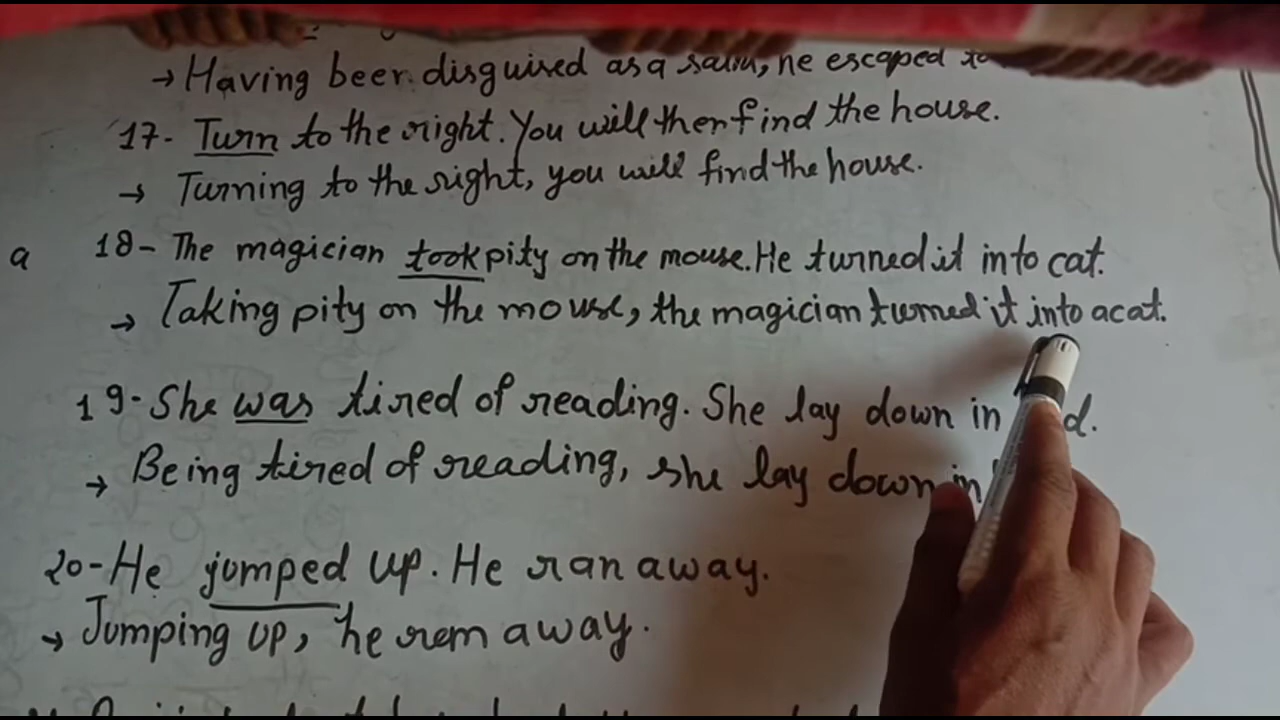 → Having been disguised as a sadhu, he escaped
17- Turn to the right. You will then find the house.
→ Turning to the right, you will find the house.
a 18- The magician took pity on the mouse. He turned it into cat.
→ Taking pity on the mouse, the magician turned it into a cat.
19- She was tired of reading. She lay down in
→ Being tired of reading, she lay down in
20- He jumped up. He ran away.
→ Jumping up, he ran away.